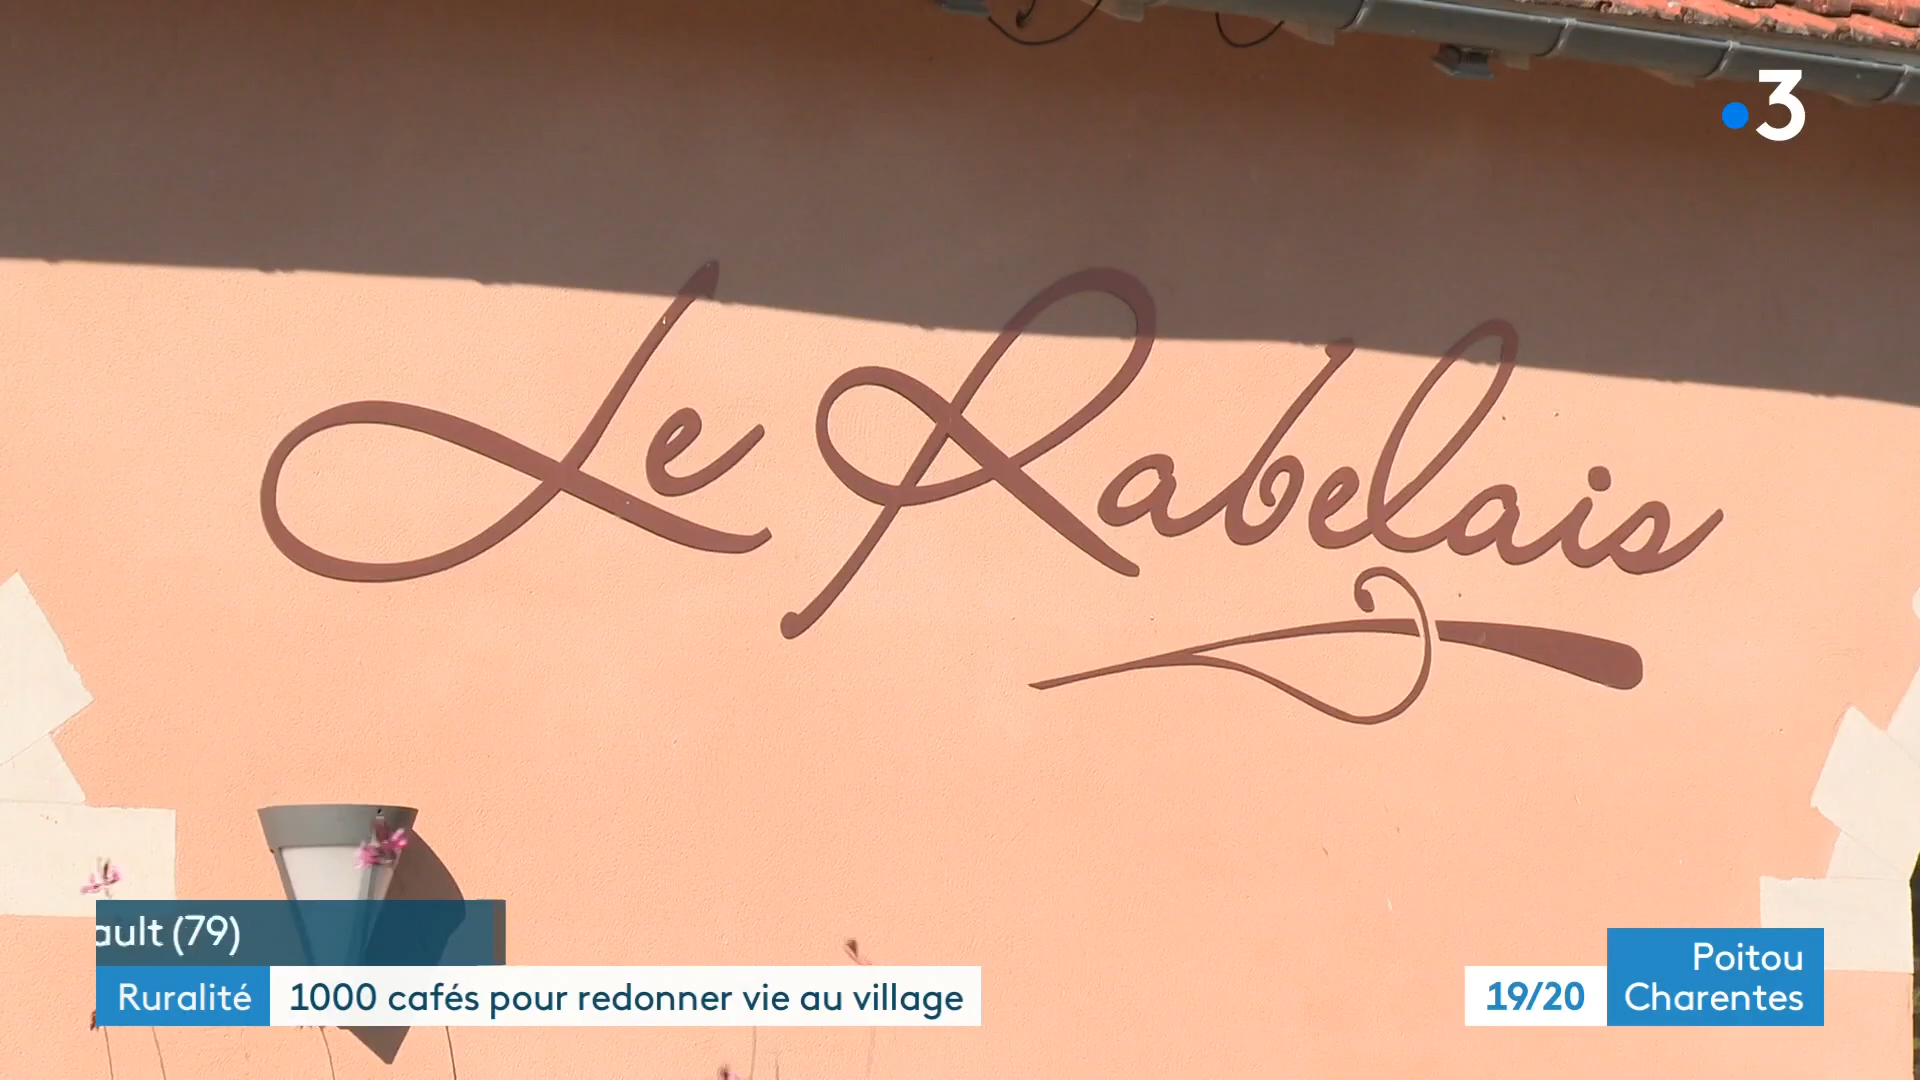 3
Le Rabelais
ault (79)
Ruralité 1000 cafés pour redonner vie au village
19/20 Poitou
Charentes